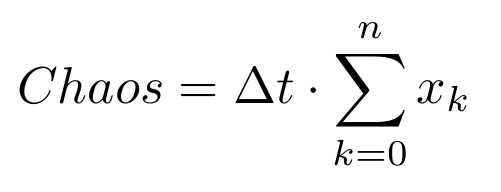 Chaos = Δt · ∑_{k=0}^{n} x_k